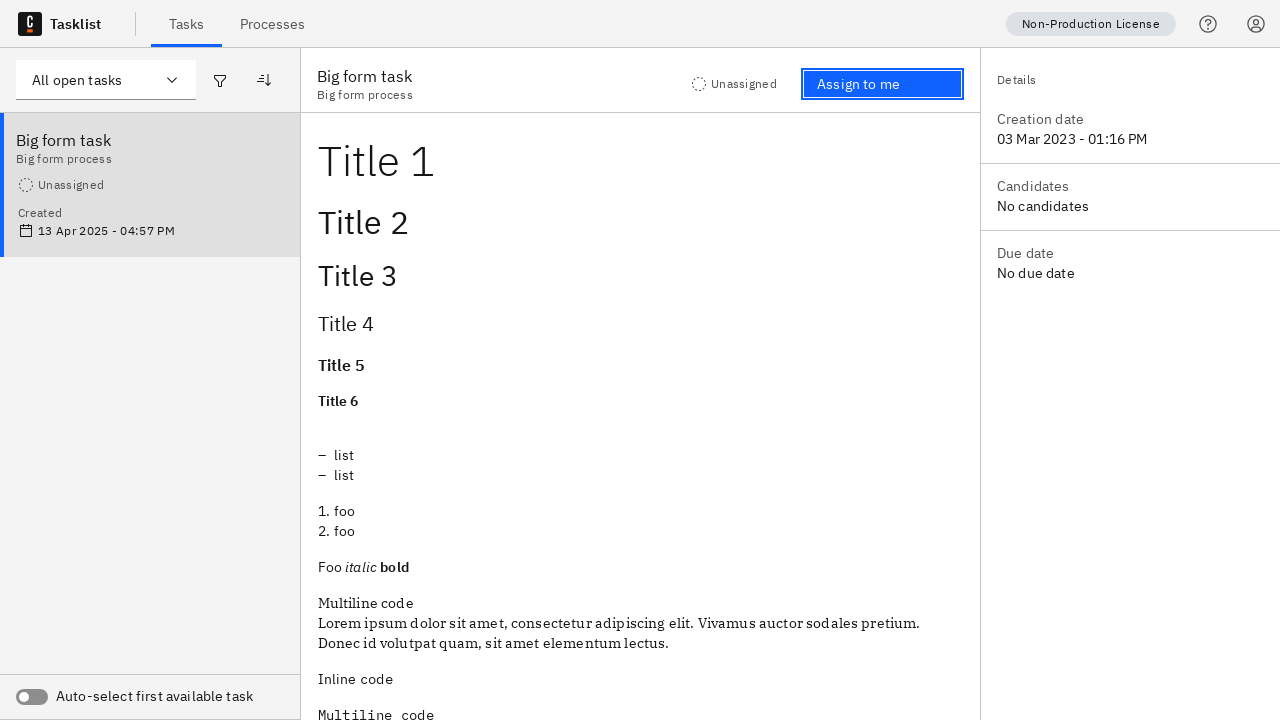 Tasklist
Tasks
Processes
Non-Production License
All open tasks
Big form task
Big form process
Unassigned
Created
13 Apr 2025 - 04:57 PM
Auto-select first available task
Big form task
Big form process
Unassigned
Assign to me
Title 1
Title 2
Title 3
Title 4
Title 5
Title 6
– list
– list
1. foo
2. foo
Foo italic bold
Multiline code
Lorem ipsum dolor sit amet, consectetur adipiscing elit. Vivamus auctor sodales pretium.
Donec id volutpat quam, sit amet elementum lectus.
Inline code
Multiline code
Details
Creation date
03 Mar 2023 - 01:16 PM
Candidates
No candidates
Due date
No due date